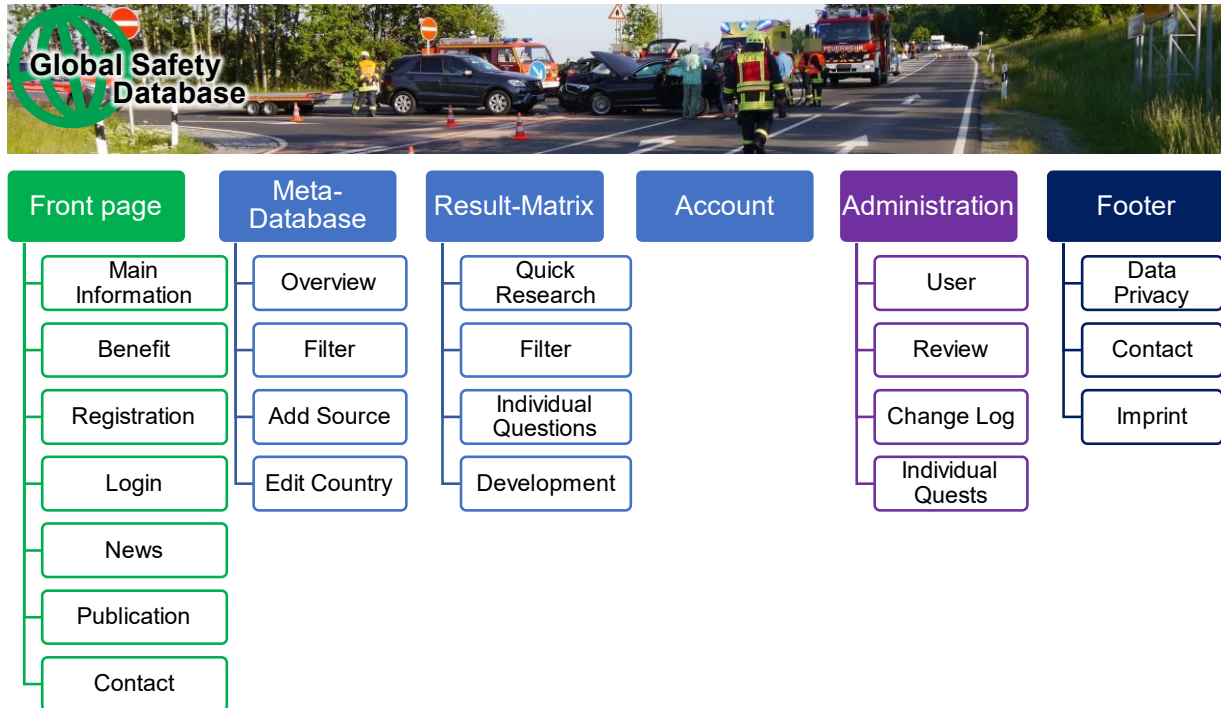 Global Safety
Database
FEUERWEHR
Front page
Main
Information
Benefit
Registration
Login
News
Publication
Contact
Meta-
Database
Overview
Filter
Add Source
Edit Country
Result-Matrix
Quick
Research
Filter
Individual
Questions
Development
Account
Administration
User
Review
Change Log
Individual
Quests
Footer
Data
Privacy
Contact
Imprint